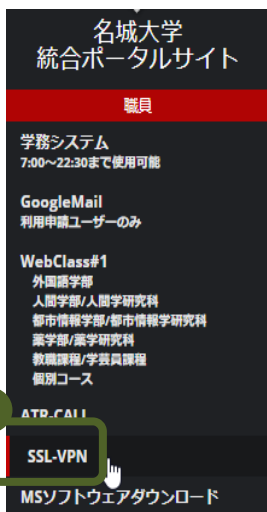 名城大学
統合ポータルサイト
職員
学務システム
7:00～22:30まで使用可能
GoogleMail
利用申請ユーザーのみ
WebClass#1
外国語学部
人間学部/人間学研究科
都市情報学部/都市情報学研究科
薬学部/薬学研究科
教職課程/学芸員課程
個別コース
ATR-CALL
SSL-VPN
MSソフトウェアダウンロード